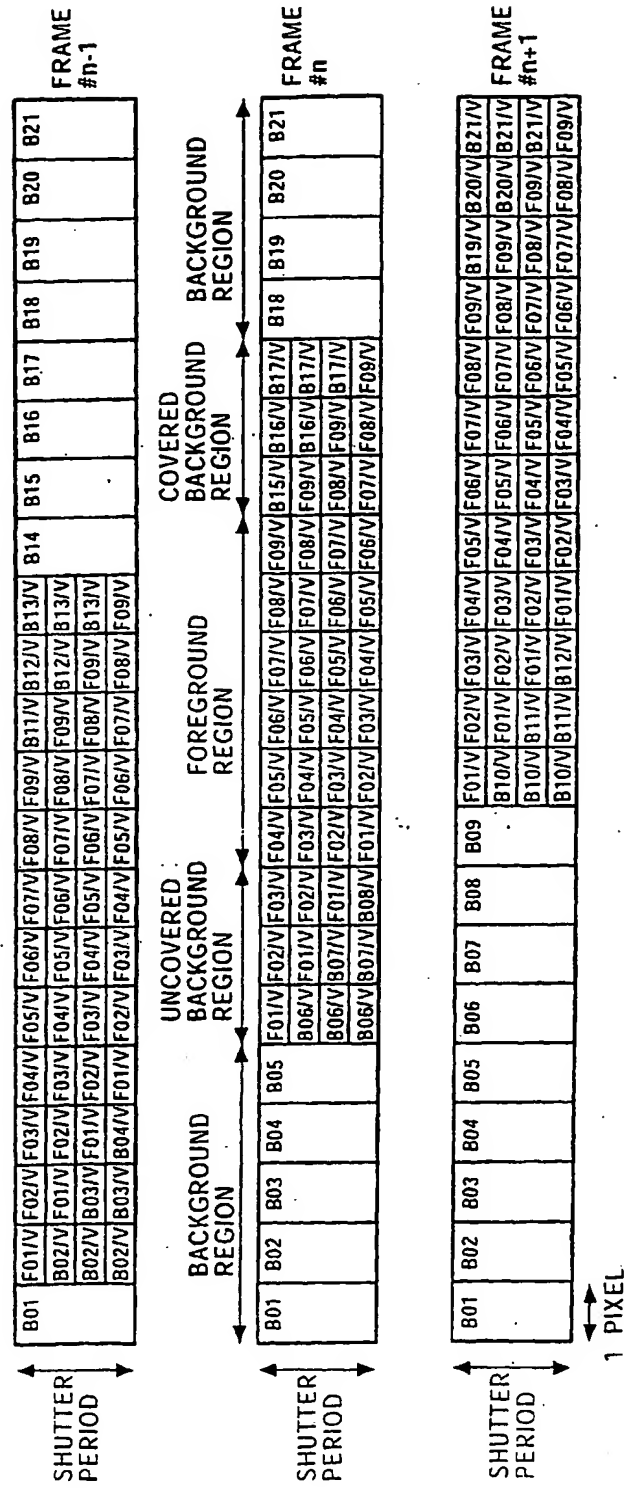 FRAME
#n-1
B01 F01/V F02/V F03/V F04/V F05/V F06/V F07/V F08/V F09/V B11/V B12/V B13/V B14 B15 B16 B17 B18 B19 B20 B21
B02/V F01/V F02/V F03/V F04/V F05/V F06/V F07/V F08/V F09/V B12/V B13/V
B02/V B03/V F01/V F02/V F03/V F04/V F05/V F06/V F07/V F08/V F09/V B13/V
B02/V B03/V B04/V F01/V F02/V F03/V F04/V F05/V F06/V F07/V F08/V F09/V
SHUTTER
PERIOD
BACKGROUND
REGION
UNCOVERED
BACKGROUND
REGION
FOREGROUND
REGION
COVERED
BACKGROUND
REGION
BACKGROUND
REGION
FRAME
#n
B01 B02 B03 B04 B05 F01/V F02/V F03/V F04/V F05/V F06/V F07/V F08/V F09/V B15/V B16/V B17/V B18 B19 B20 B21
B06/V F01/V F02/V F03/V F04/V F05/V F06/V F07/V F08/V F09/V B16/V B17/V
B06/V B07/V F01/V F02/V F03/V F04/V F05/V F06/V F07/V F08/V F09/V B17/V
B06/V B07/V B08/V F01/V F02/V F03/V F04/V F05/V F06/V F07/V F08/V F09/V
SHUTTER
PERIOD
FRAME
#n+1
B01 B02 B03 B04 B05 B06 B07 B08 B09 F01/V F02/V F03/V F04/V F05/V F06/V F07/V F08/V F09/V B19/V B20/V B21/V
B10/V F01/V F02/V F03/V F04/V F05/V F06/V F07/V F08/V F09/V B20/V B21/V
B10/V B11/V F01/V F02/V F03/V F04/V F05/V F06/V F07/V F08/V F09/V B21/V
B10/V B11/V B12/V F01/V F02/V F03/V F04/V F05/V F06/V F07/V F08/V F09/V
SHUTTER
PERIOD
1 PIXEL